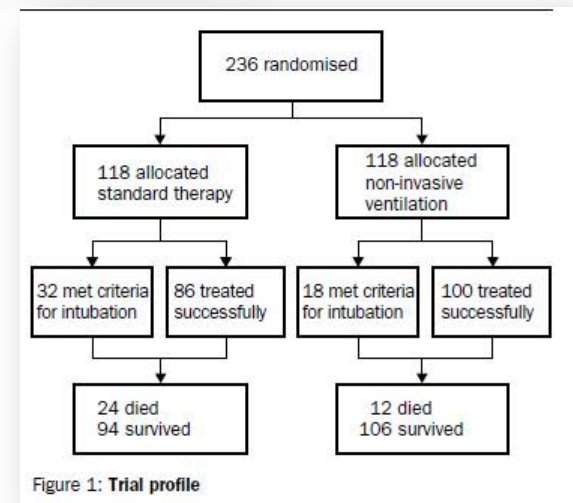 236 randomised
118 allocated
standard therapy
118 allocated
non-invasive
ventilation
32 met criteria
for intubation
86 treated
successfully
18 met criteria
for intubation
100 treated
successfully
24 died
94 survived
12 died
106 survived
Figure 1: Trial profile